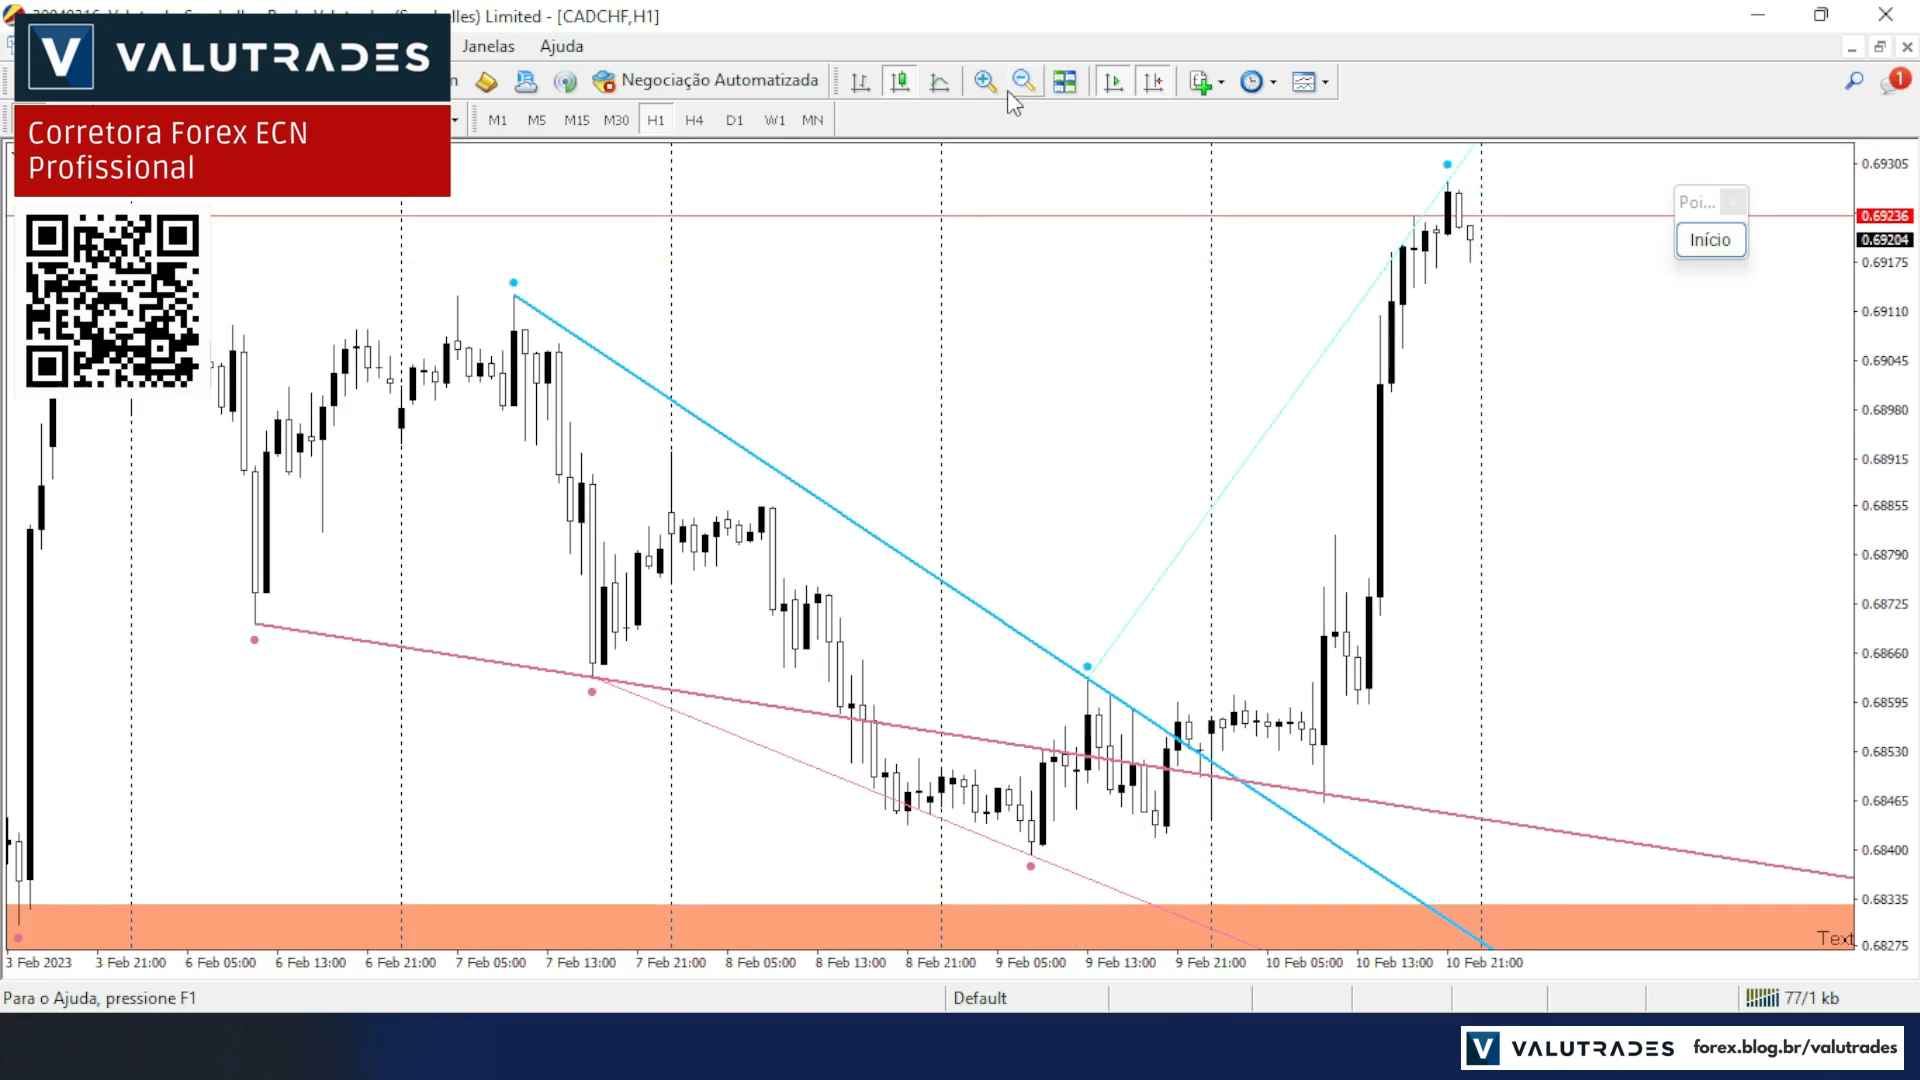 Limited - [CADCHF,H1]
VALUTRADES
Janelas Ajuda
Negociação Automatizada
1
Corretora Forex ECN
Profissional
M1 M5 M15 M30 H1 H4 D1 W1 MN
0.69305
Poi...
0.69236
Início
0.69204
0.69175
0.69110
0.69045
0.68980
0.68915
0.68855
0.68790
0.68725
0.68660
0.68595
0.68530
0.68465
0.68400
0.68335
Text
0.68275
3 Feb 2023 3 Feb 21:00 6 Feb 05:00 6 Feb 13:00 6 Feb 21:00 7 Feb 05:00 7 Feb 13:00 7 Feb 21:00 8 Feb 05:00 8 Feb 13:00 8 Feb 21:00 9 Feb 05:00 9 Feb 13:00 9 Feb 21:00 10 Feb 05:00 10 Feb 13:00 10 Feb 21:00
Para o Ajuda, pressione F1 Default 77/1 kb
VALUTRADES forex.blog.br/valutrades